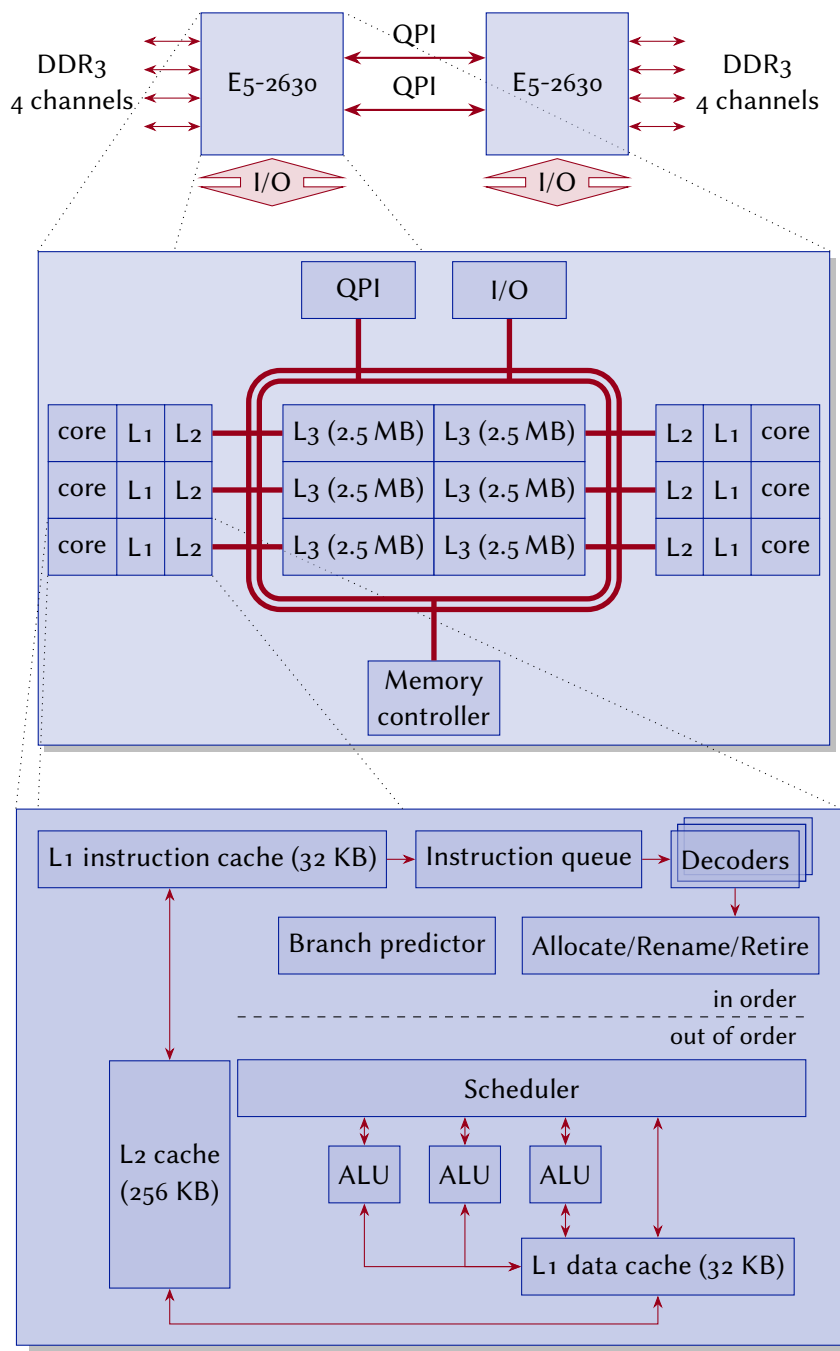 QPI
DDR3
4 channels
E5-2630
QPI
E5-2630
DDR3
4 channels
I/O
I/O
QPI
I/O
core L1 L2 L3 (2.5 MB) L3 (2.5 MB) L2 L1 core
core L1 L2 L3 (2.5 MB) L3 (2.5 MB) L2 L1 core
core L1 L2 L3 (2.5 MB) L3 (2.5 MB) L2 L1 core
Memory
controller
L1 instruction cache (32 KB)
Instruction queue
Decoders
Branch predictor
Allocate/Rename/Retire
in order
out of order
Scheduler
L2 cache
(256 KB)
ALU
ALU
ALU
L1 data cache (32 KB)